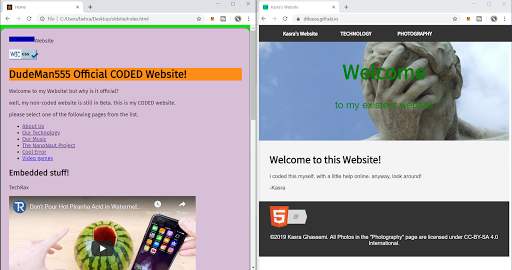 Home
File | C:/Users/behna/Desktop/oldsite/index.html
Website
W3C css
DudeMan555 Official CODED Website!
Welcome to my Website! but why is it official?
well, my non-coded website is still in Beta. this is my CODED website.
please select one of the following pages from the list.
About Us
Our Technology
Our Music
The NanoNaut Project
Cool Error
Video games
Embedded stuff!
TechRax
Don't Pour Hot Piranha Acid in Watermel...
Kasra's Website
dfkasra.github.io
Kasra's Website TECHNOLOGY PHOTOGRAPHY
Welcome
to my existing website
Welcome to this Website!
i coded this myself, with a little help online. anyway, look around!
-Kasra
HTML
5
©2019 Kasra Ghasemi. All Photos in the "Photography" page are licensed under CC-BY-SA 4.0
International.